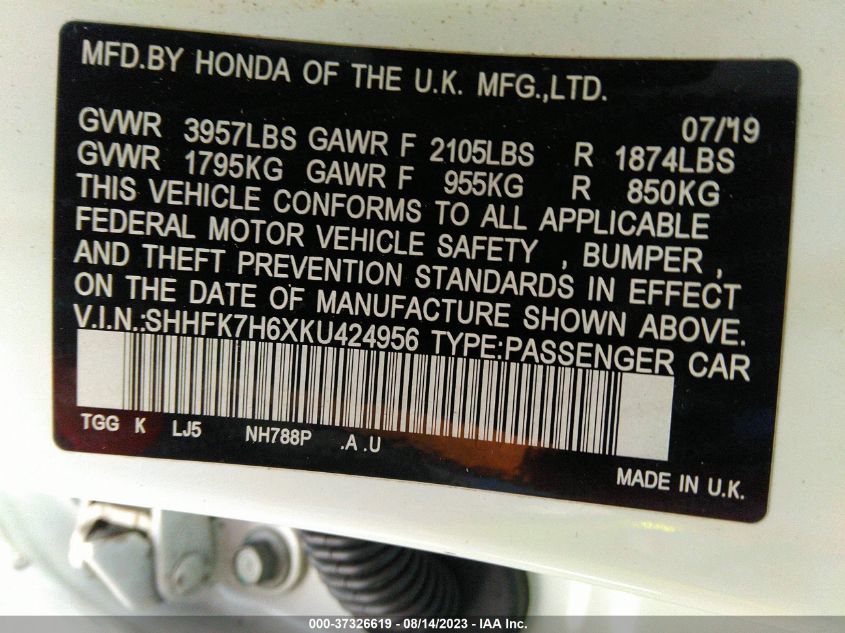 MFD.BY HONDA OF THE U.K. MFG.,LTD.
07/19
GVWR 3957LBS GAWR F 2105LBS R 1874LBS
GVWR 1795KG GAWR F 955KG R 850KG
THIS VEHICLE CONFORMS TO ALL APPLICABLE
FEDERAL MOTOR VEHICLE SAFETY , BUMPER ,
AND THEFT PREVENTION STANDARDS IN EFFECT
ON THE DATE OF MANUFACTURE SHOWN ABOVE.
V.I.N.:SHHFK7H6XKU424956 TYPE:PASSENGER CAR
TGG K LJ5 NH788P .A .U
MADE IN U.K.
000-37326619 - 08/14/2023 - IAA Inc.